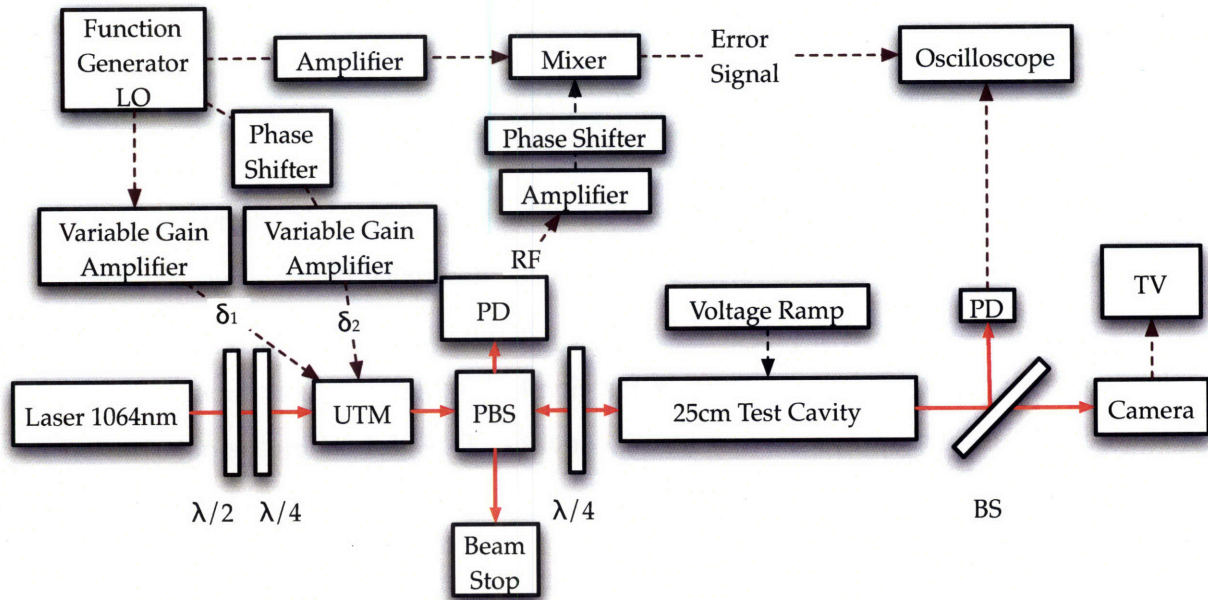 Function
Generator
LO
Amplifier
Mixer
Error
Signal
Oscilloscope
Phase
Shifter
Phase Shifter
Amplifier
Variable Gain
Amplifier
Variable Gain
Amplifier
RF
δ1
δ2
PD
Voltage Ramp
PD
TV
Laser 1064nm
UTM
PBS
25cm Test Cavity
Camera
λ/2
λ/4
λ/4
BS
Beam
Stop